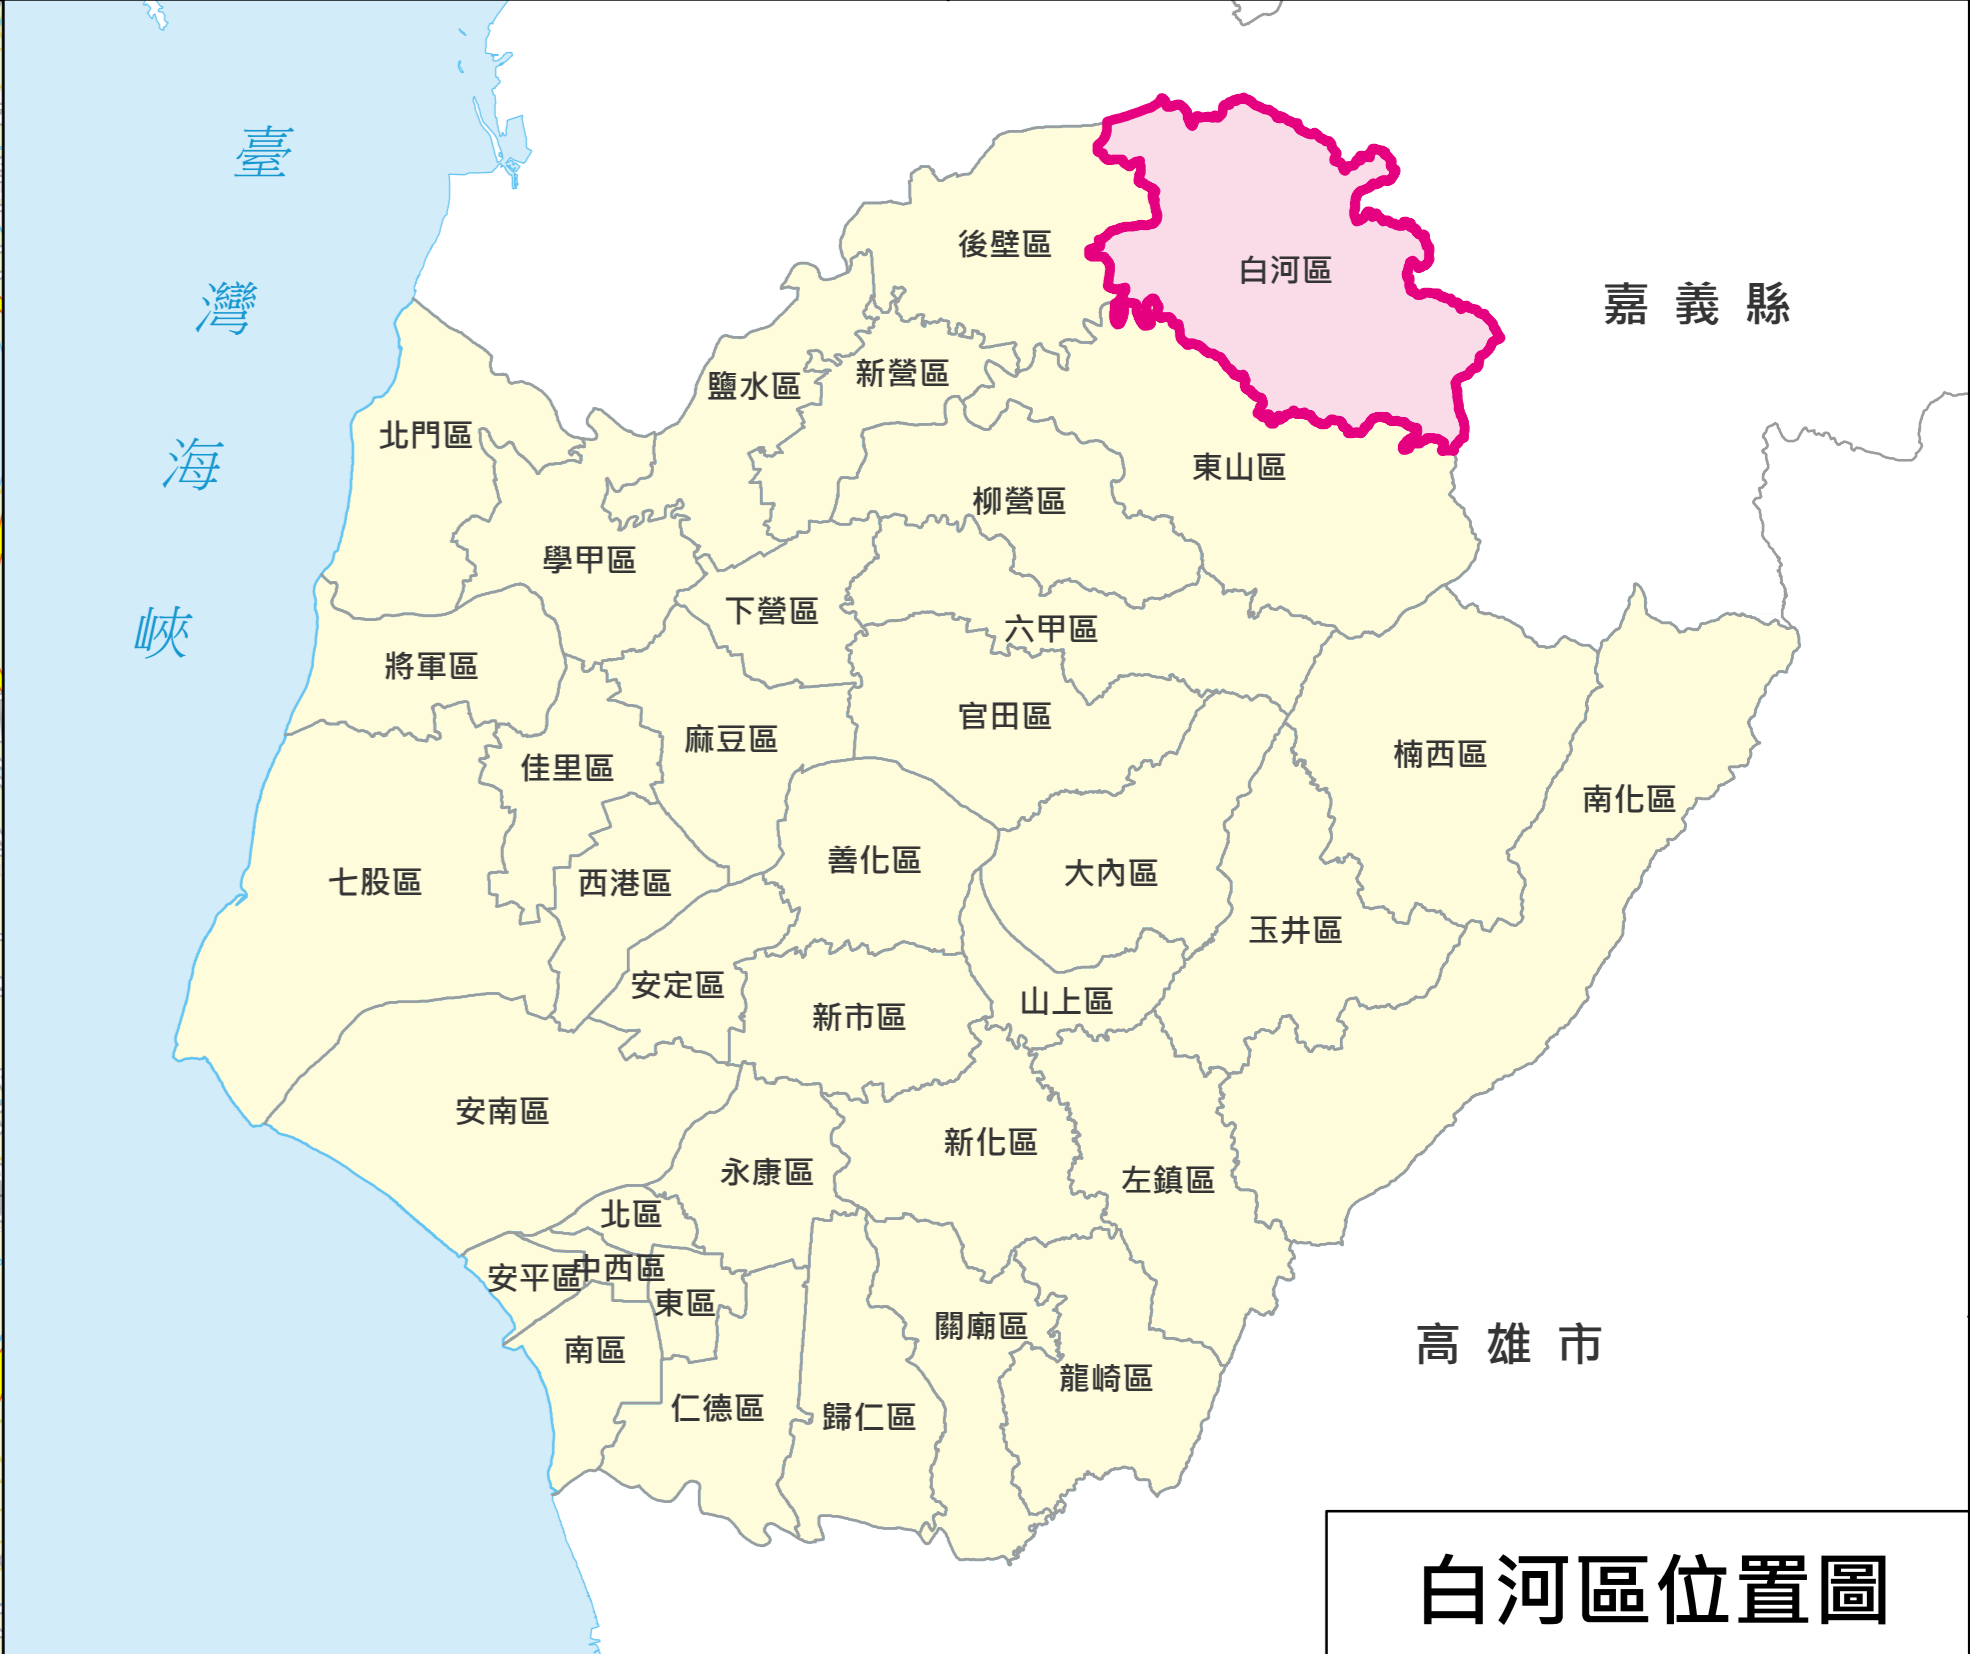 臺灣海峽
後壁區
白河區
嘉義縣
新營區
鹽水區
北門區
東山區
柳營區
學甲區
下營區
六甲區
將軍區
官田區
麻豆區
楠西區
佳里區
南化區
善化區
大內區
七股區
西港區
玉井區
安定區
山上區
新市區
安南區
新化區
永康區
左鎮區
北區
中西區
安平區
東區
關廟區
高雄市
南區
龍崎區
仁德區
歸仁區
白河區位置圖